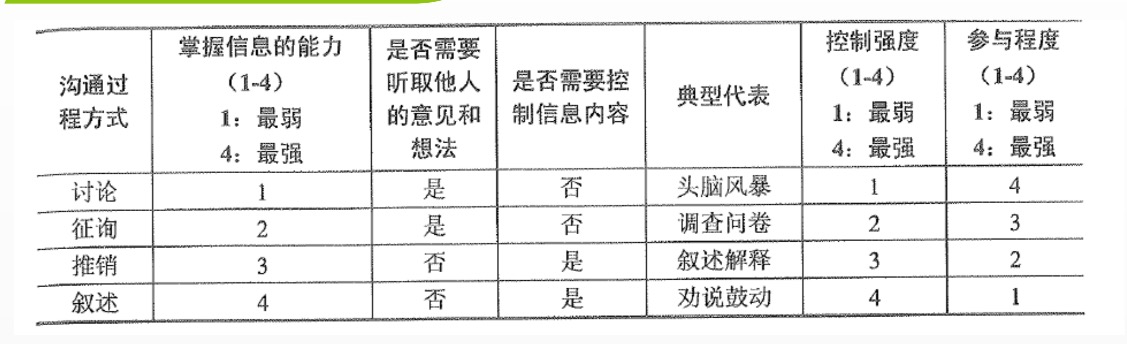 沟通过程方式 掌握信息的能力（1-4）1：最弱 4：最强 是否需要听取他人的意见和想法 是否需要控制信息内容 典型代表 控制强度（1-4）1：最弱 4：最强 参与程度（1-4）1：最弱 4：最强
讨论 1 是 否 头脑风暴 1 4
征询 2 是 否 调查问卷 2 3
推销 3 否 是 叙述解释 3 2
叙述 4 否 是 劝说鼓动 4 1